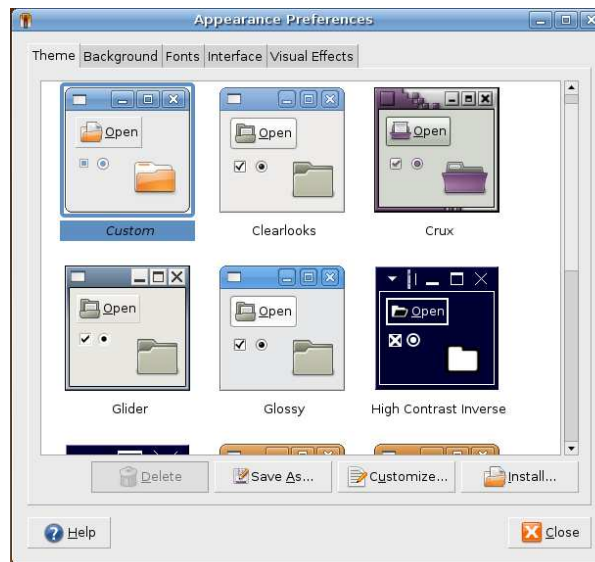 Appearance Preferences
Theme Background Fonts Interface Visual Effects
Open Open Open
Custom Clearlooks Crux
Open Open Open
Glider Glossy High Contrast Inverse
Delete Save As... Customize... Install...
Help Close